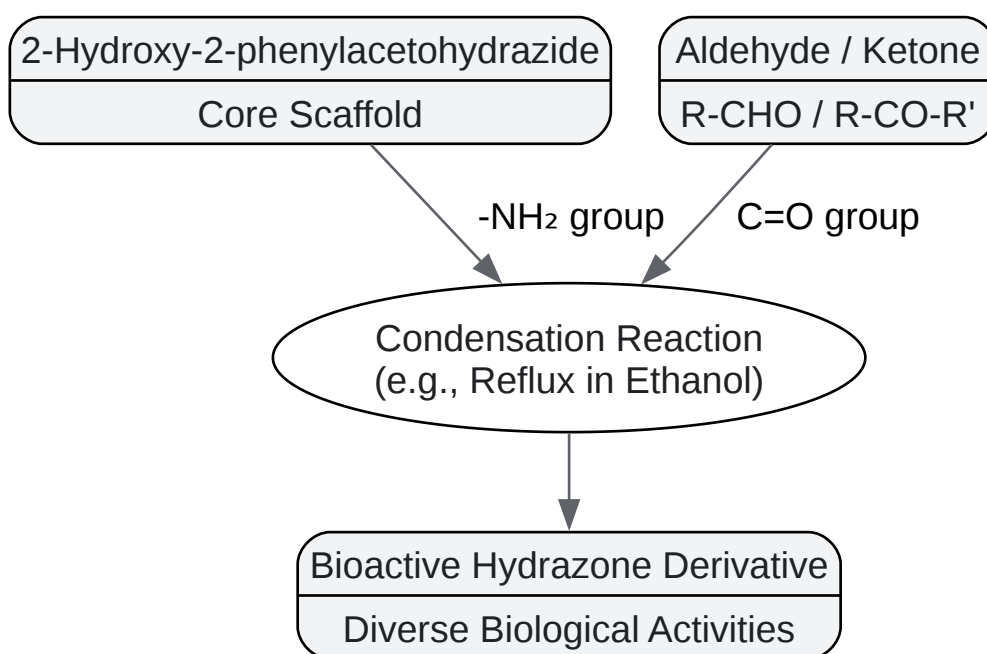 2-Hydroxy-2-phenylacetohydrazide
Core Scaffold
Aldehyde / Ketone
R-CHO / R-CO-R'
-NH₂ group
C=O group
Condensation Reaction
(e.g., Reflux in Ethanol)
Bioactive Hydrazone Derivative
Diverse Biological Activities